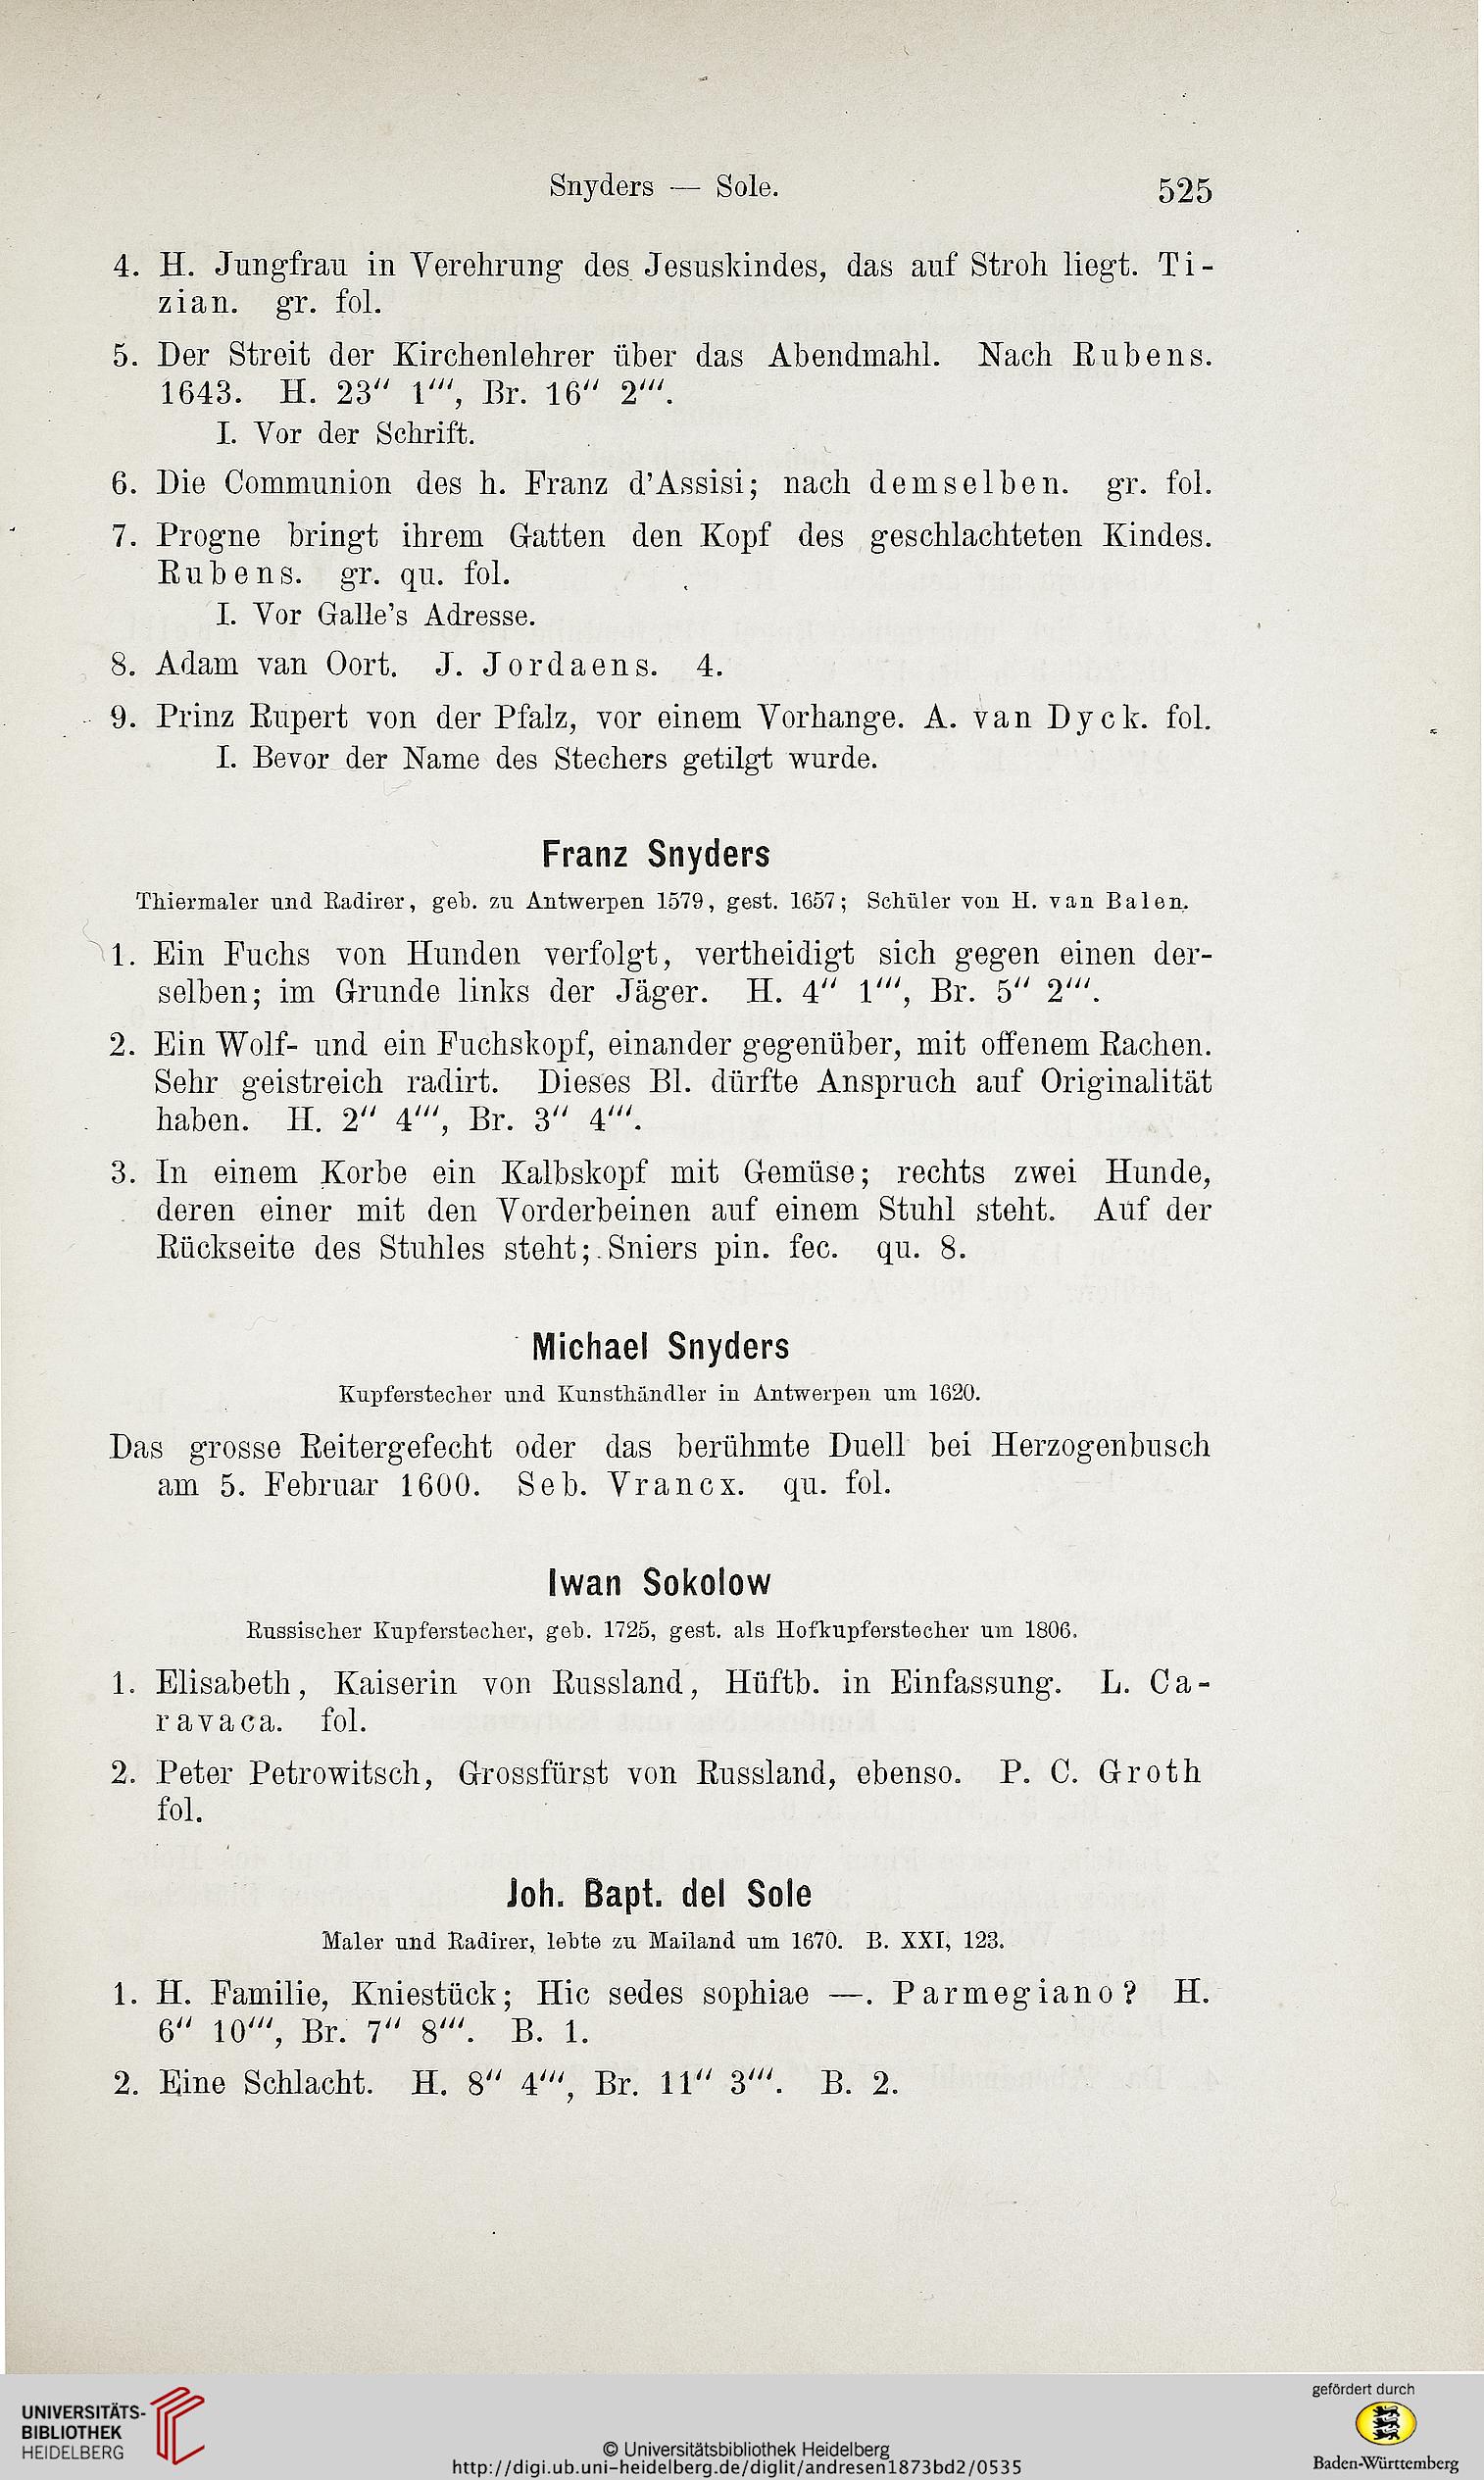 Snyders — Sole. 525
4. H. Jungfrau in Verehrung des Jesuskindes, das auf Stroh liegt. Ti-
zian. gr. fol.
5. Der Streit der Kirchenlehrer über das Abendmahl. Nach Rubens.
1643. H. 23″ 1‴, Br. 16″ 2‴.
I. Vor der Schrift.
6. Die Communion des h. Franz d'Assisi; nach demselben. gr. fol.
7. Progne bringt ihrem Gatten den Kopf des geschlachteten Kindes.
Rubens. gr. qu. fol.
I. Vor Galle's Adresse.
8. Adam van Oort. J. Jordaens. 4.
9. Prinz Rupert von der Pfalz, vor einem Vorhange. A. van Dyck. fol.
I. Bevor der Name des Stechers getilgt wurde.
Franz Snyders
Thiermaler und Radirer, geb. zu Antwerpen 1579, gest. 1657; Schüler von H. van Balen.
1. Ein Fuchs von Hunden verfolgt, vertheidigt sich gegen einen der-
selben; im Grunde links der Jäger. H. 4″ 1‴, Br. 5″ 2‴.
2. Ein Wolf- und ein Fuchskopf, einander gegenüber, mit offenem Rachen.
Sehr geistreich radirt. Dieses Bl. dürfte Anspruch auf Originalität
haben. H. 2″ 4‴, Br. 3″ 4‴.
3. In einem Korbe ein Kalbskopf mit Gemüse; rechts zwei Hunde,
deren einer mit den Vorderbeinen auf einem Stuhl steht. Auf der
Rückseite des Stuhles steht; Sniers pin. fec. qu. 8.
Michael Snyders
Kupferstecher und Kunsthändler in Antwerpen um 1620.
Das grosse Reitergefecht oder das berühmte Duell bei Herzogenbusch
am 5. Februar 1600. Seb. Vrancx. qu. fol.
Iwan Sokolow
Russischer Kupferstecher, geb. 1725, gest. als Hofkupferstecher um 1806.
1. Elisabeth, Kaiserin von Russland, Hüftb. in Einfassung. L. Ca-
ravaca. fol.
2. Peter Petrowitsch, Grossfürst von Russland, ebenso. P. C. Groth
fol.
Joh. Bapt. del Sole
Maler und Radirer, lebte zu Mailand um 1670. B. XXI, 123.
1. H. Familie, Kniestück; Hic sedes sophiae —. Parmegiano? H.
6″ 10‴, Br. 7″ 8‴. B. 1.
2. Eine Schlacht. H. 8″ 4‴, Br. 11″ 3‴. B. 2.
UNIVERSITÄTS-
BIBLIOTHEK
HEIDELBERG
© Universitätsbibliothek Heidelberg
http://digi.ub.uni-heidelberg.de/diglit/andresen1873bd2/0535
gefördert durch
Baden-Württemberg